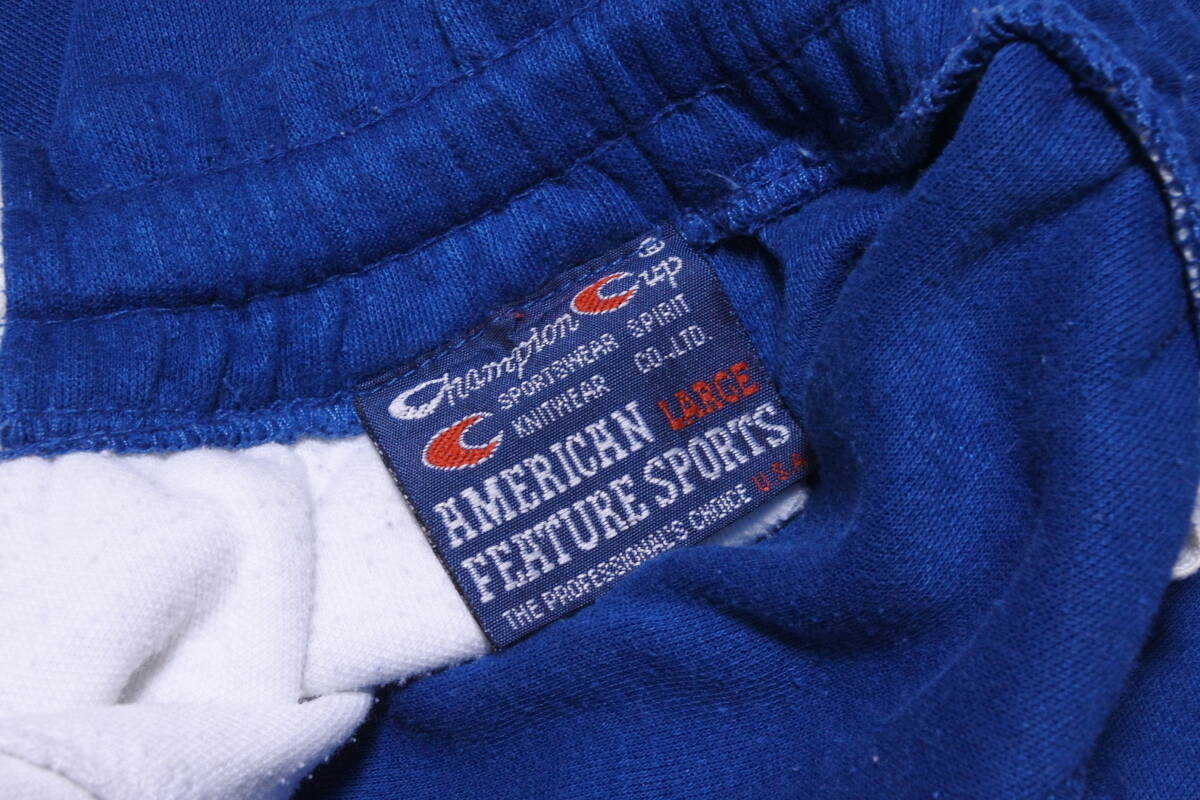 Champion Cup®
SPORTSWEAR SPIRIT
KNITWEAR CO.,LTD.
AMERICAN LARGE
FEATURE SPORTS
THE PROFESSIONAL'S CHOICE U.S.A